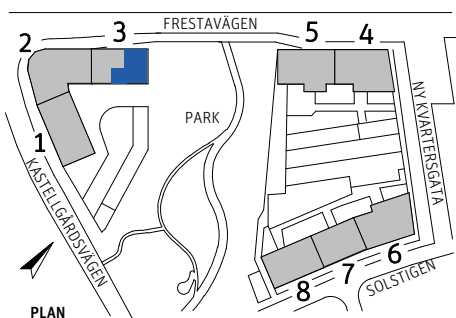 FRESTAVÄGEN
2
3
5
4
PARK
1
NY KVARTERSGATA
KASTELLGÅRDSVÄGEN
6
7
8
SOLSTIGEN
PLAN